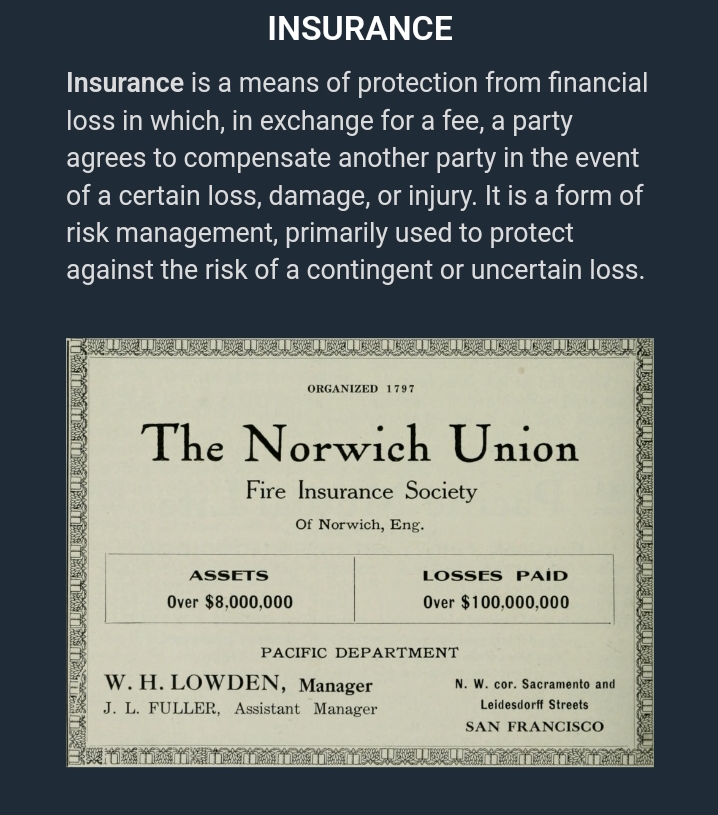 INSURANCE
Insurance is a means of protection from financial
loss in which, in exchange for a fee, a party
agrees to compensate another party in the event
of a certain loss, damage, or injury. It is a form of
risk management, primarily used to protect
against the risk of a contingent or uncertain loss.
ORGANIZED 1797
The Norwich Union
Fire Insurance Society
Of Norwich, Eng.
ASSETS
Over $8,000,000
LOSSES PAID
Over $100,000,000
PACIFIC DEPARTMENT
W. H. LOWDEN, Manager
J. L. FULLER, Assistant Manager
N. W. cor. Sacramento and
Leidesdorff Streets
SAN FRANCISCO